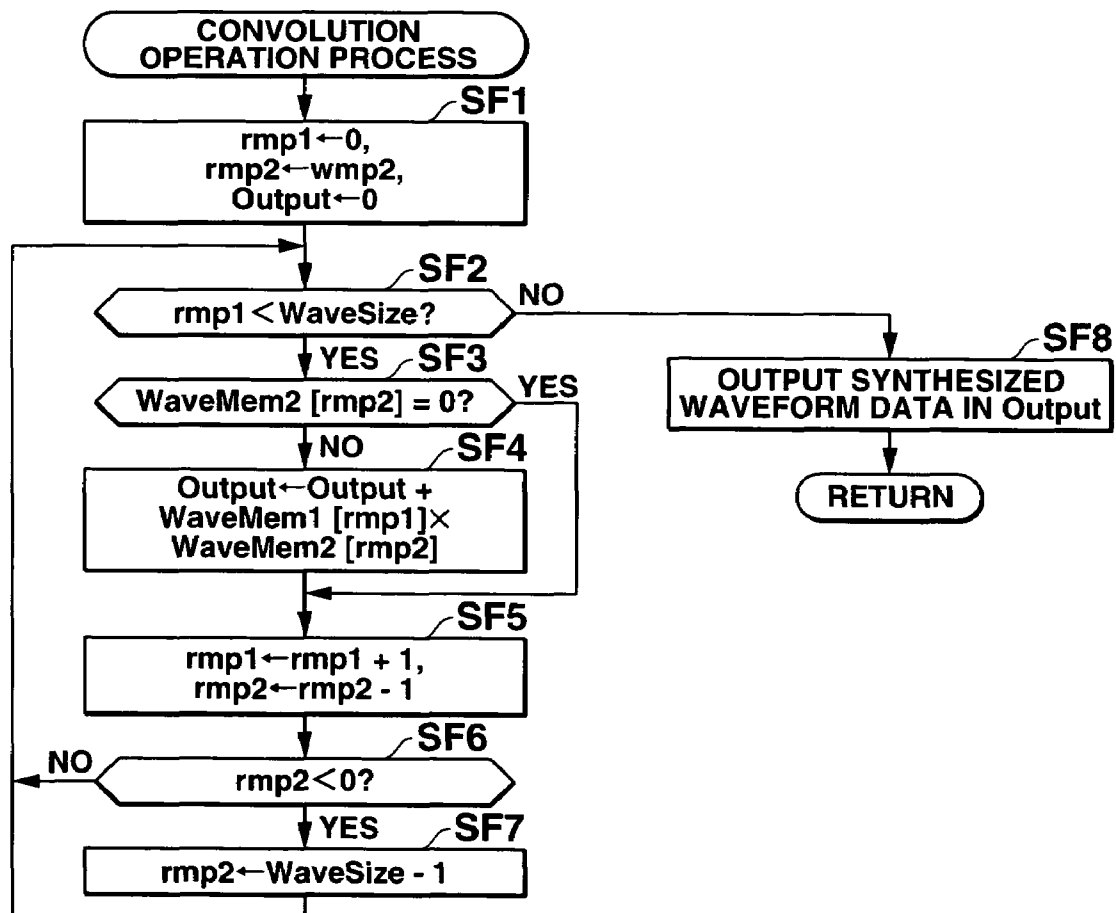 CONVOLUTION
OPERATION PROCESS
SF1
rmp1←0,
rmp2←wmp2,
Output←0
SF2
rmp1<WaveSize?
NO
YES
SF3
WaveMem2 [rmp2] = 0?
YES
NO
SF4
Output←Output +
WaveMem1 [rmp1]×
WaveMem2 [rmp2]
SF5
rmp1←rmp1 + 1,
rmp2←rmp2 - 1
SF6
NO
rmp2<0?
YES
SF7
rmp2←WaveSize - 1
SF8
OUTPUT SYNTHESIZED
WAVEFORM DATA IN Output
RETURN